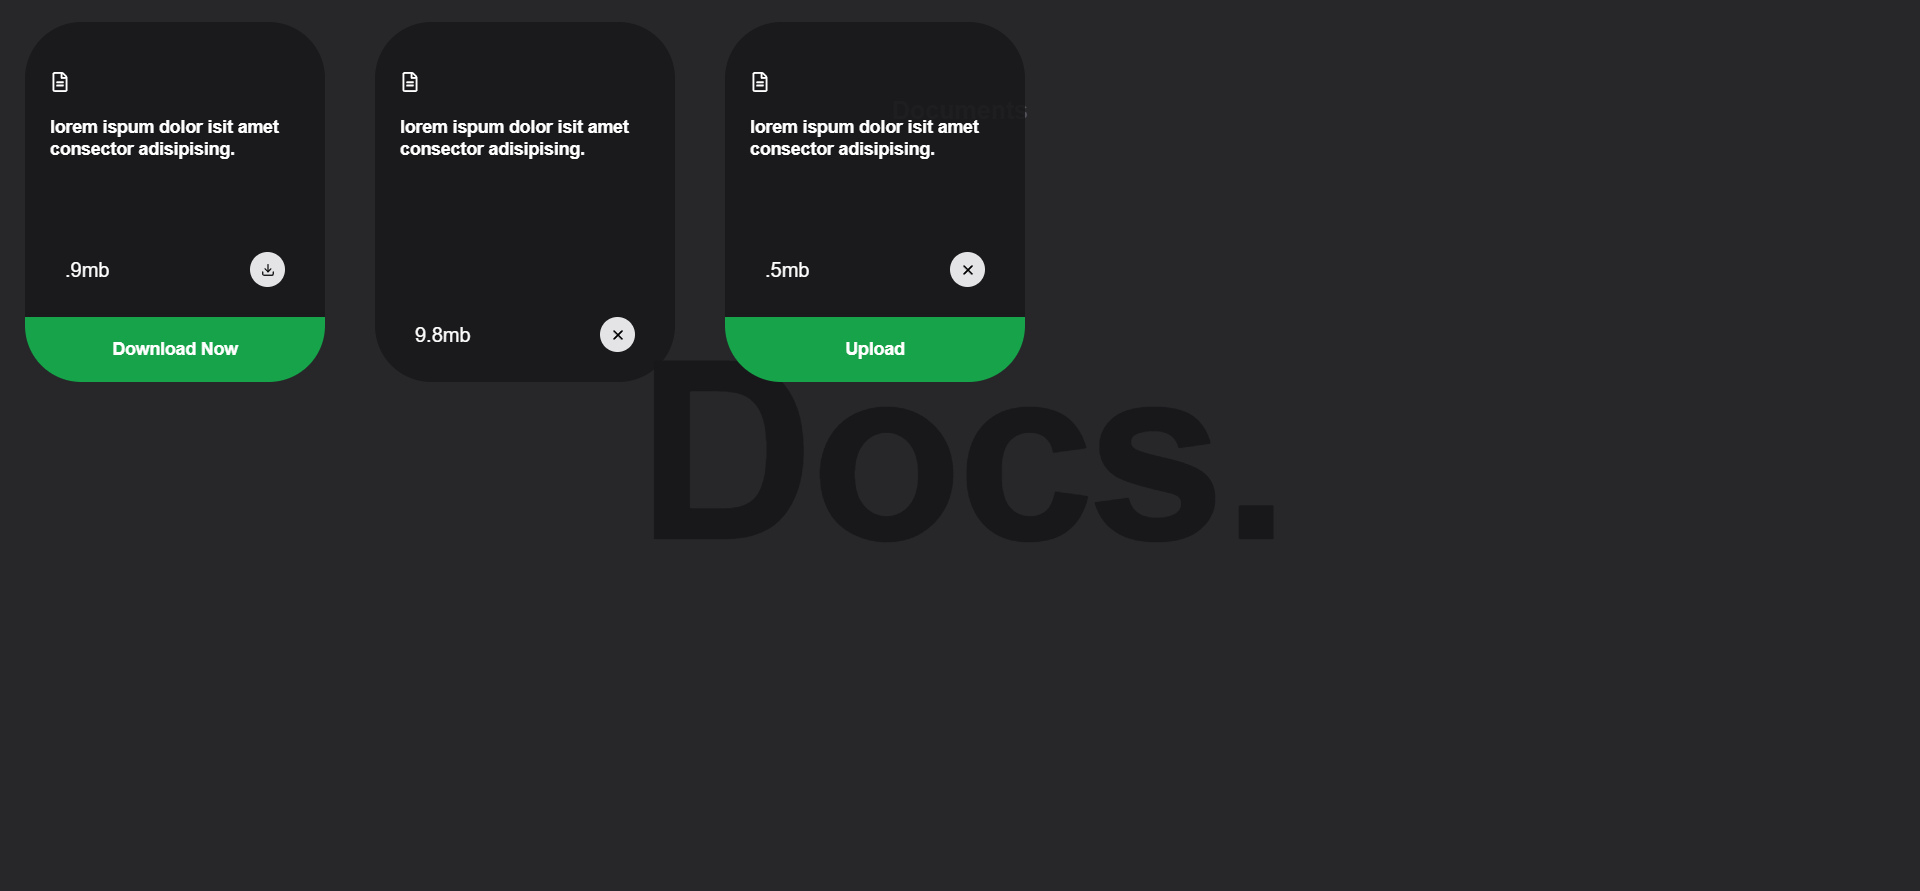 Documents
lorem ispum dolor isit amet
consector adisipising.
.9mb
Download Now
lorem ispum dolor isit amet
consector adisipising.
9.8mb
lorem ispum dolor isit amet
consector adisipising.
.5mb
Upload
Docs.